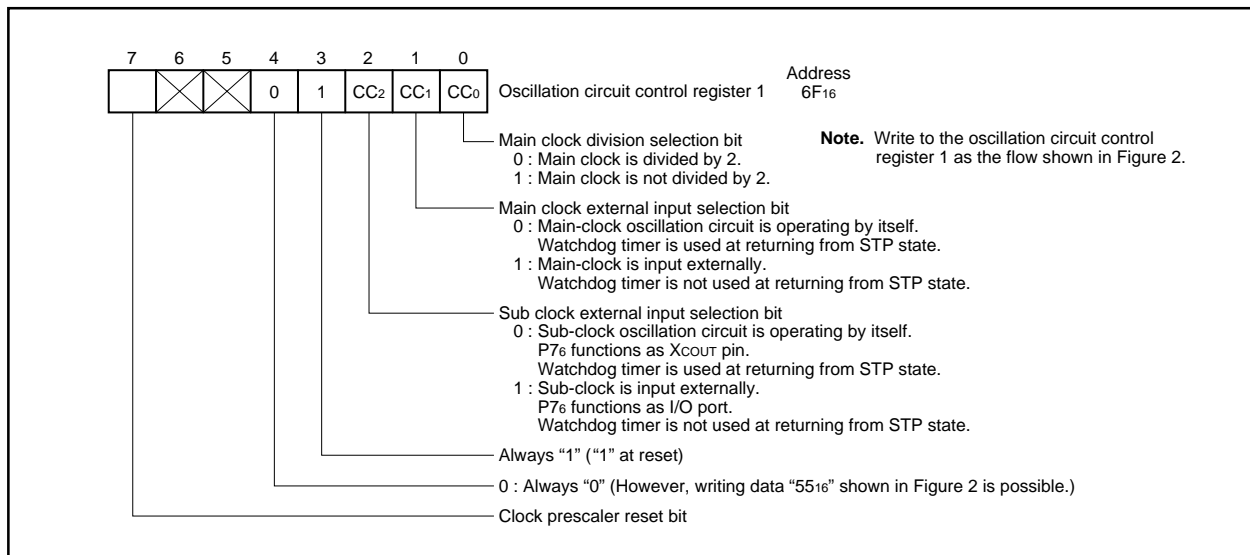 7 6 5 4 3 2 1 0
0 1 CC2 CC1 CC0 Oscillation circuit control register 1
Address
6F16
Main clock division selection bit
0 : Main clock is divided by 2.
1 : Main clock is not divided by 2.
Note. Write to the oscillation circuit control
register 1 as the flow shown in Figure 2.
Main clock external input selection bit
0 : Main-clock oscillation circuit is operating by itself.
Watchdog timer is used at returning from STP state.
1 : Main-clock is input externally.
Watchdog timer is not used at returning from STP state.
Sub clock external input selection bit
0 : Sub-clock oscillation circuit is operating by itself.
P76 functions as XCOUT pin.
Watchdog timer is used at returning from STP state.
1 : Sub-clock is input externally.
P76 functions as I/O port.
Watchdog timer is not used at returning from STP state.
Always “1” (“1” at reset)
0 : Always “0” (However, writing data “5516” shown in Figure 2 is possible.)
Clock prescaler reset bit